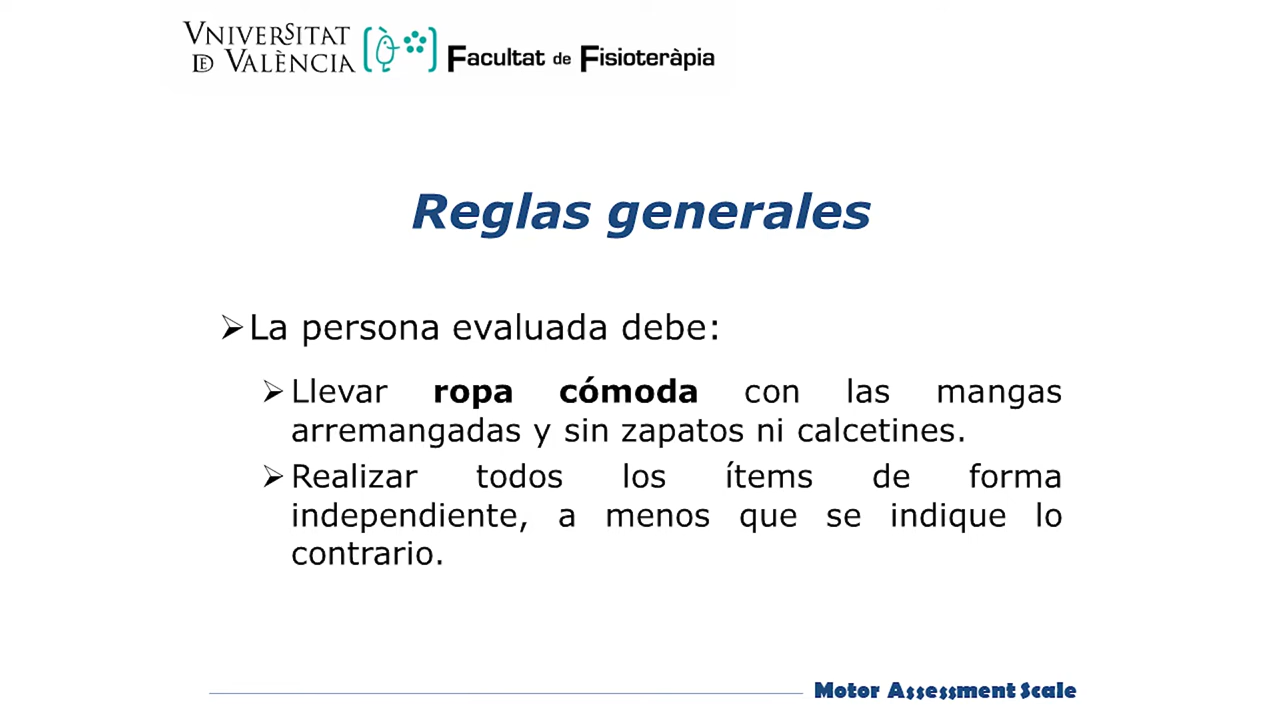 VNIVERSITAT
DE VALÈNCIA
Facultat de Fisioteràpia
Reglas generales
La persona evaluada debe:
Llevar ropa cómoda con las mangas
arremangadas y sin zapatos ni calcetines.
Realizar todos los ítems de forma
independiente, a menos que se indique lo
contrario.
Motor Assessment Scale